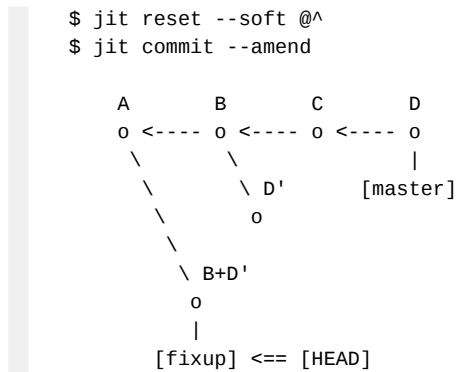 $ jit reset --soft @^
$ jit commit --amend
A B C D
o <---- o <---- o <---- o
\ \ |
\ \ D' [master]
\ o
\
\ B+D'
o
|
[fixup] <== [HEAD]